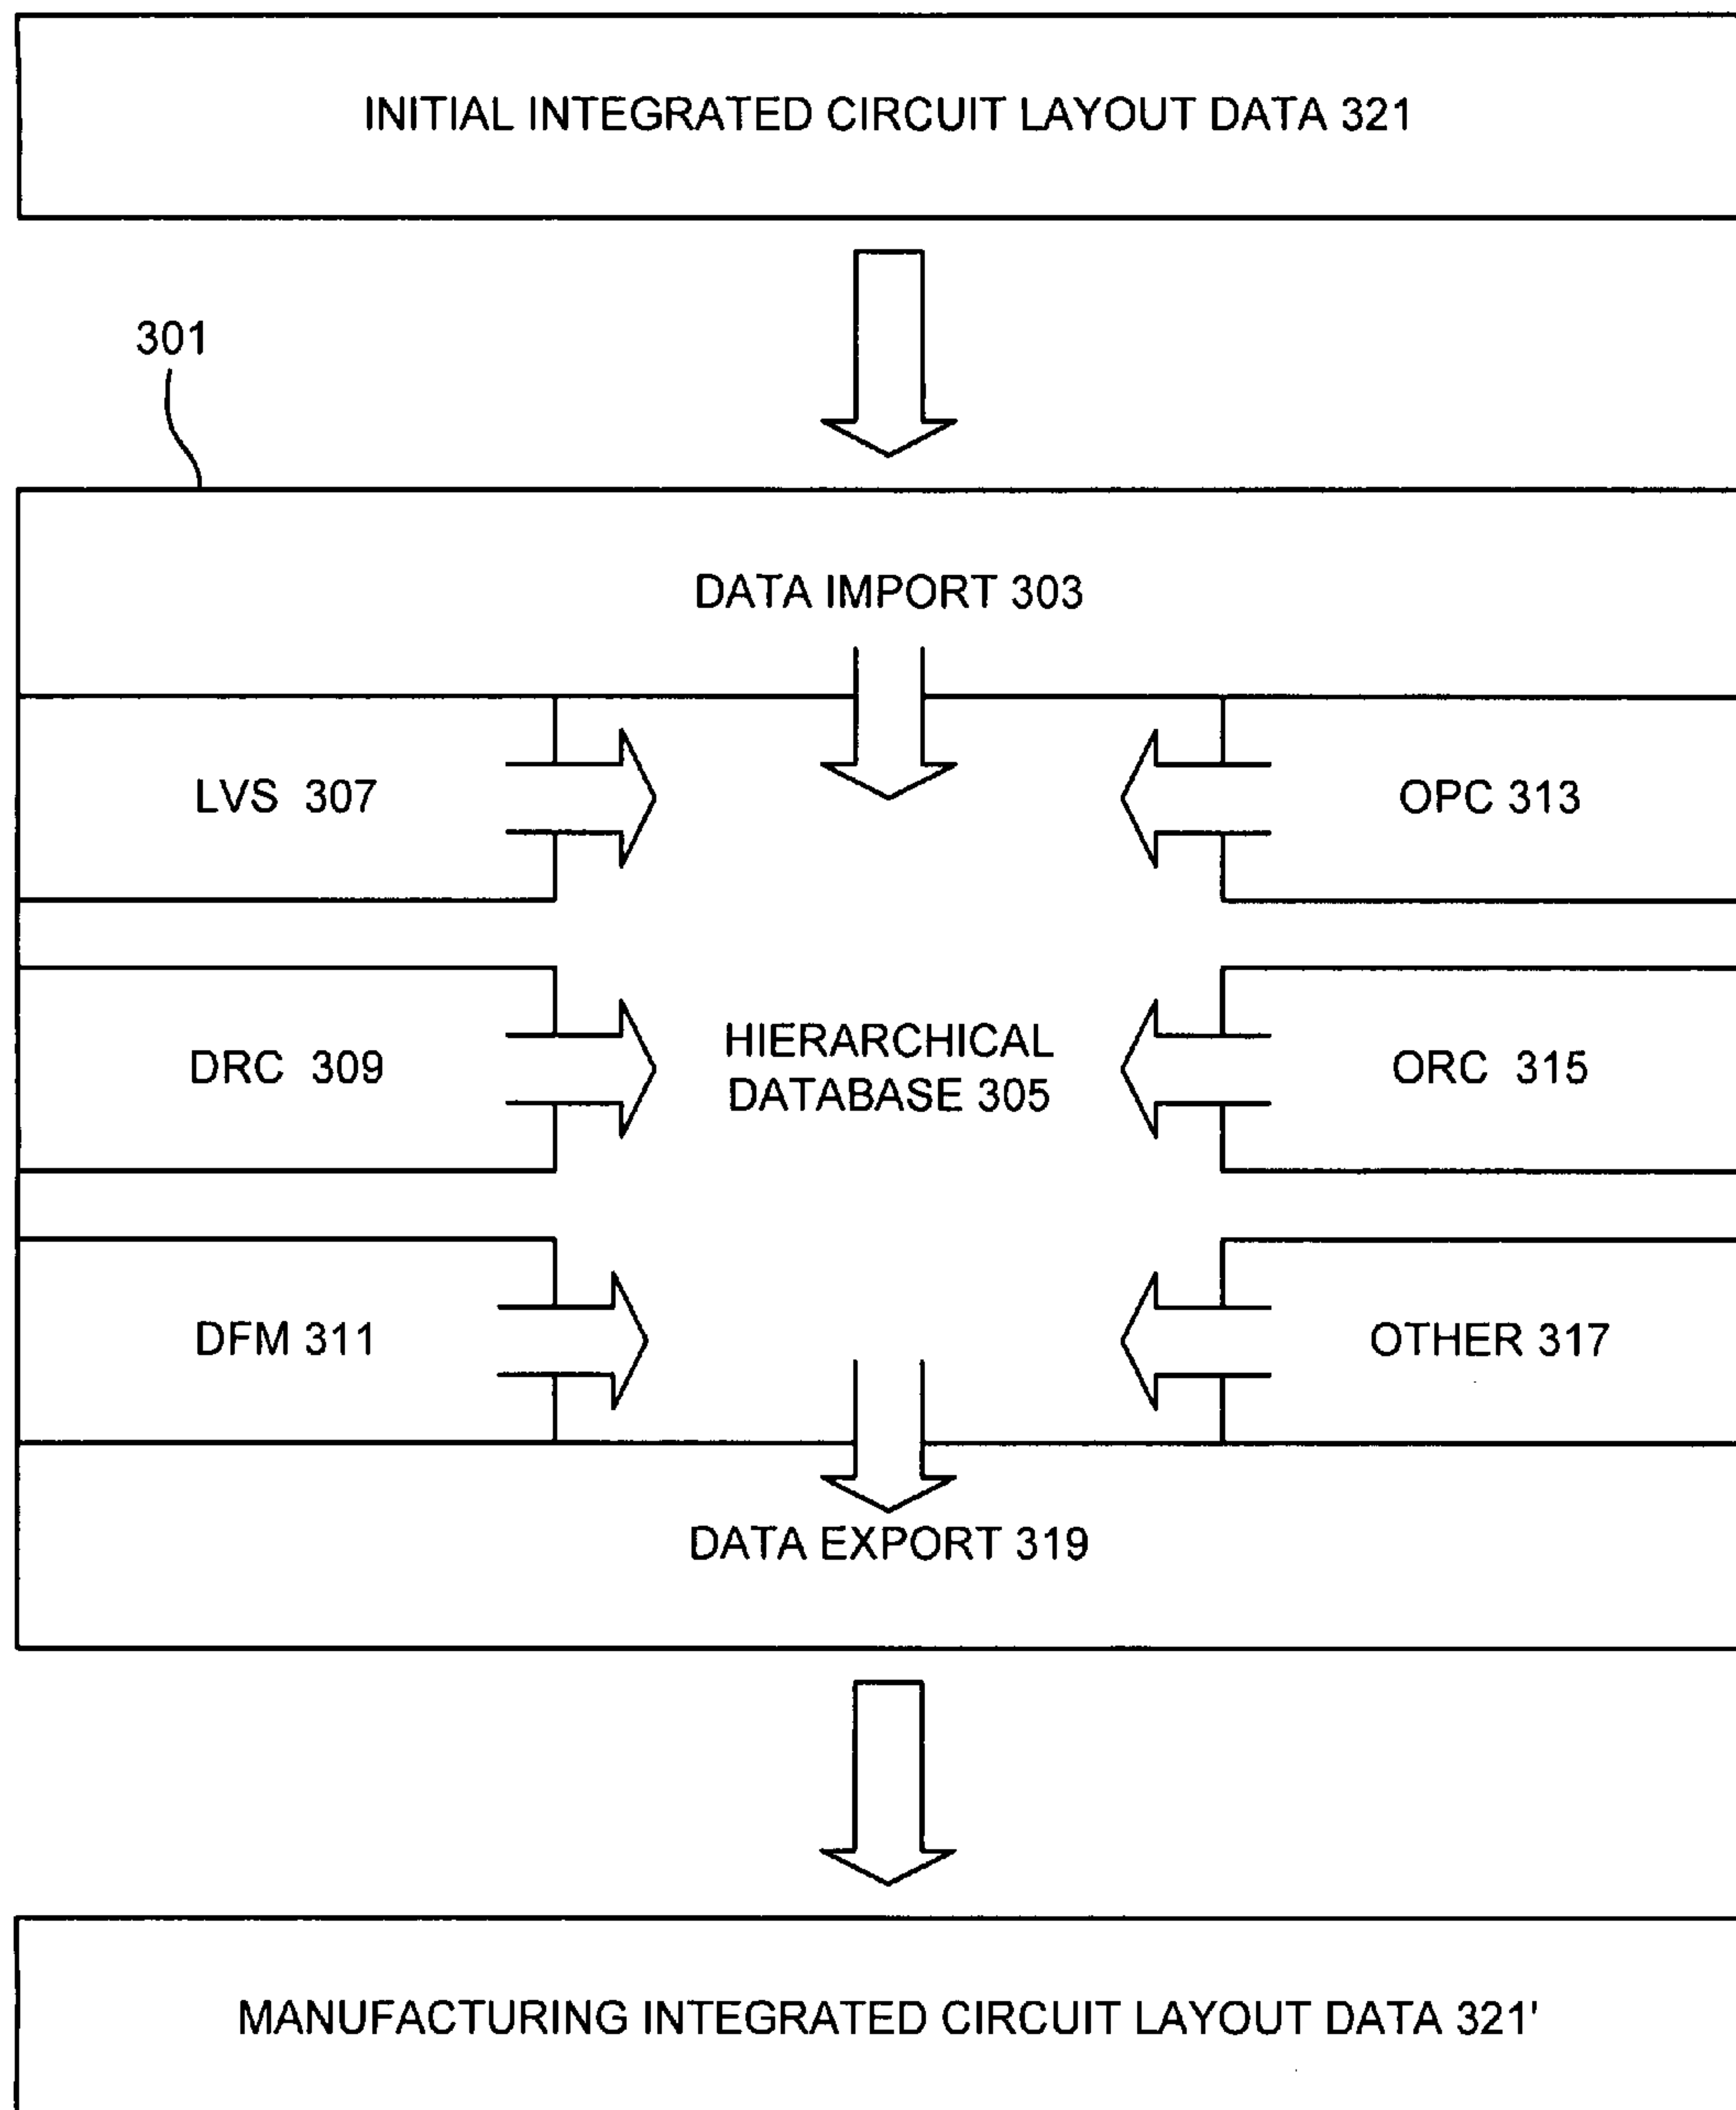 INITIAL INTEGRATED CIRCUIT LAYOUT DATA 321
301
DATA IMPORT 303
LVS 307
OPC 313
DRC 309
HIERARCHICAL
DATABASE 305
ORC 315
DFM 311
OTHER 317
DATA EXPORT 319
MANUFACTURING INTEGRATED CIRCUIT LAYOUT DATA 321'